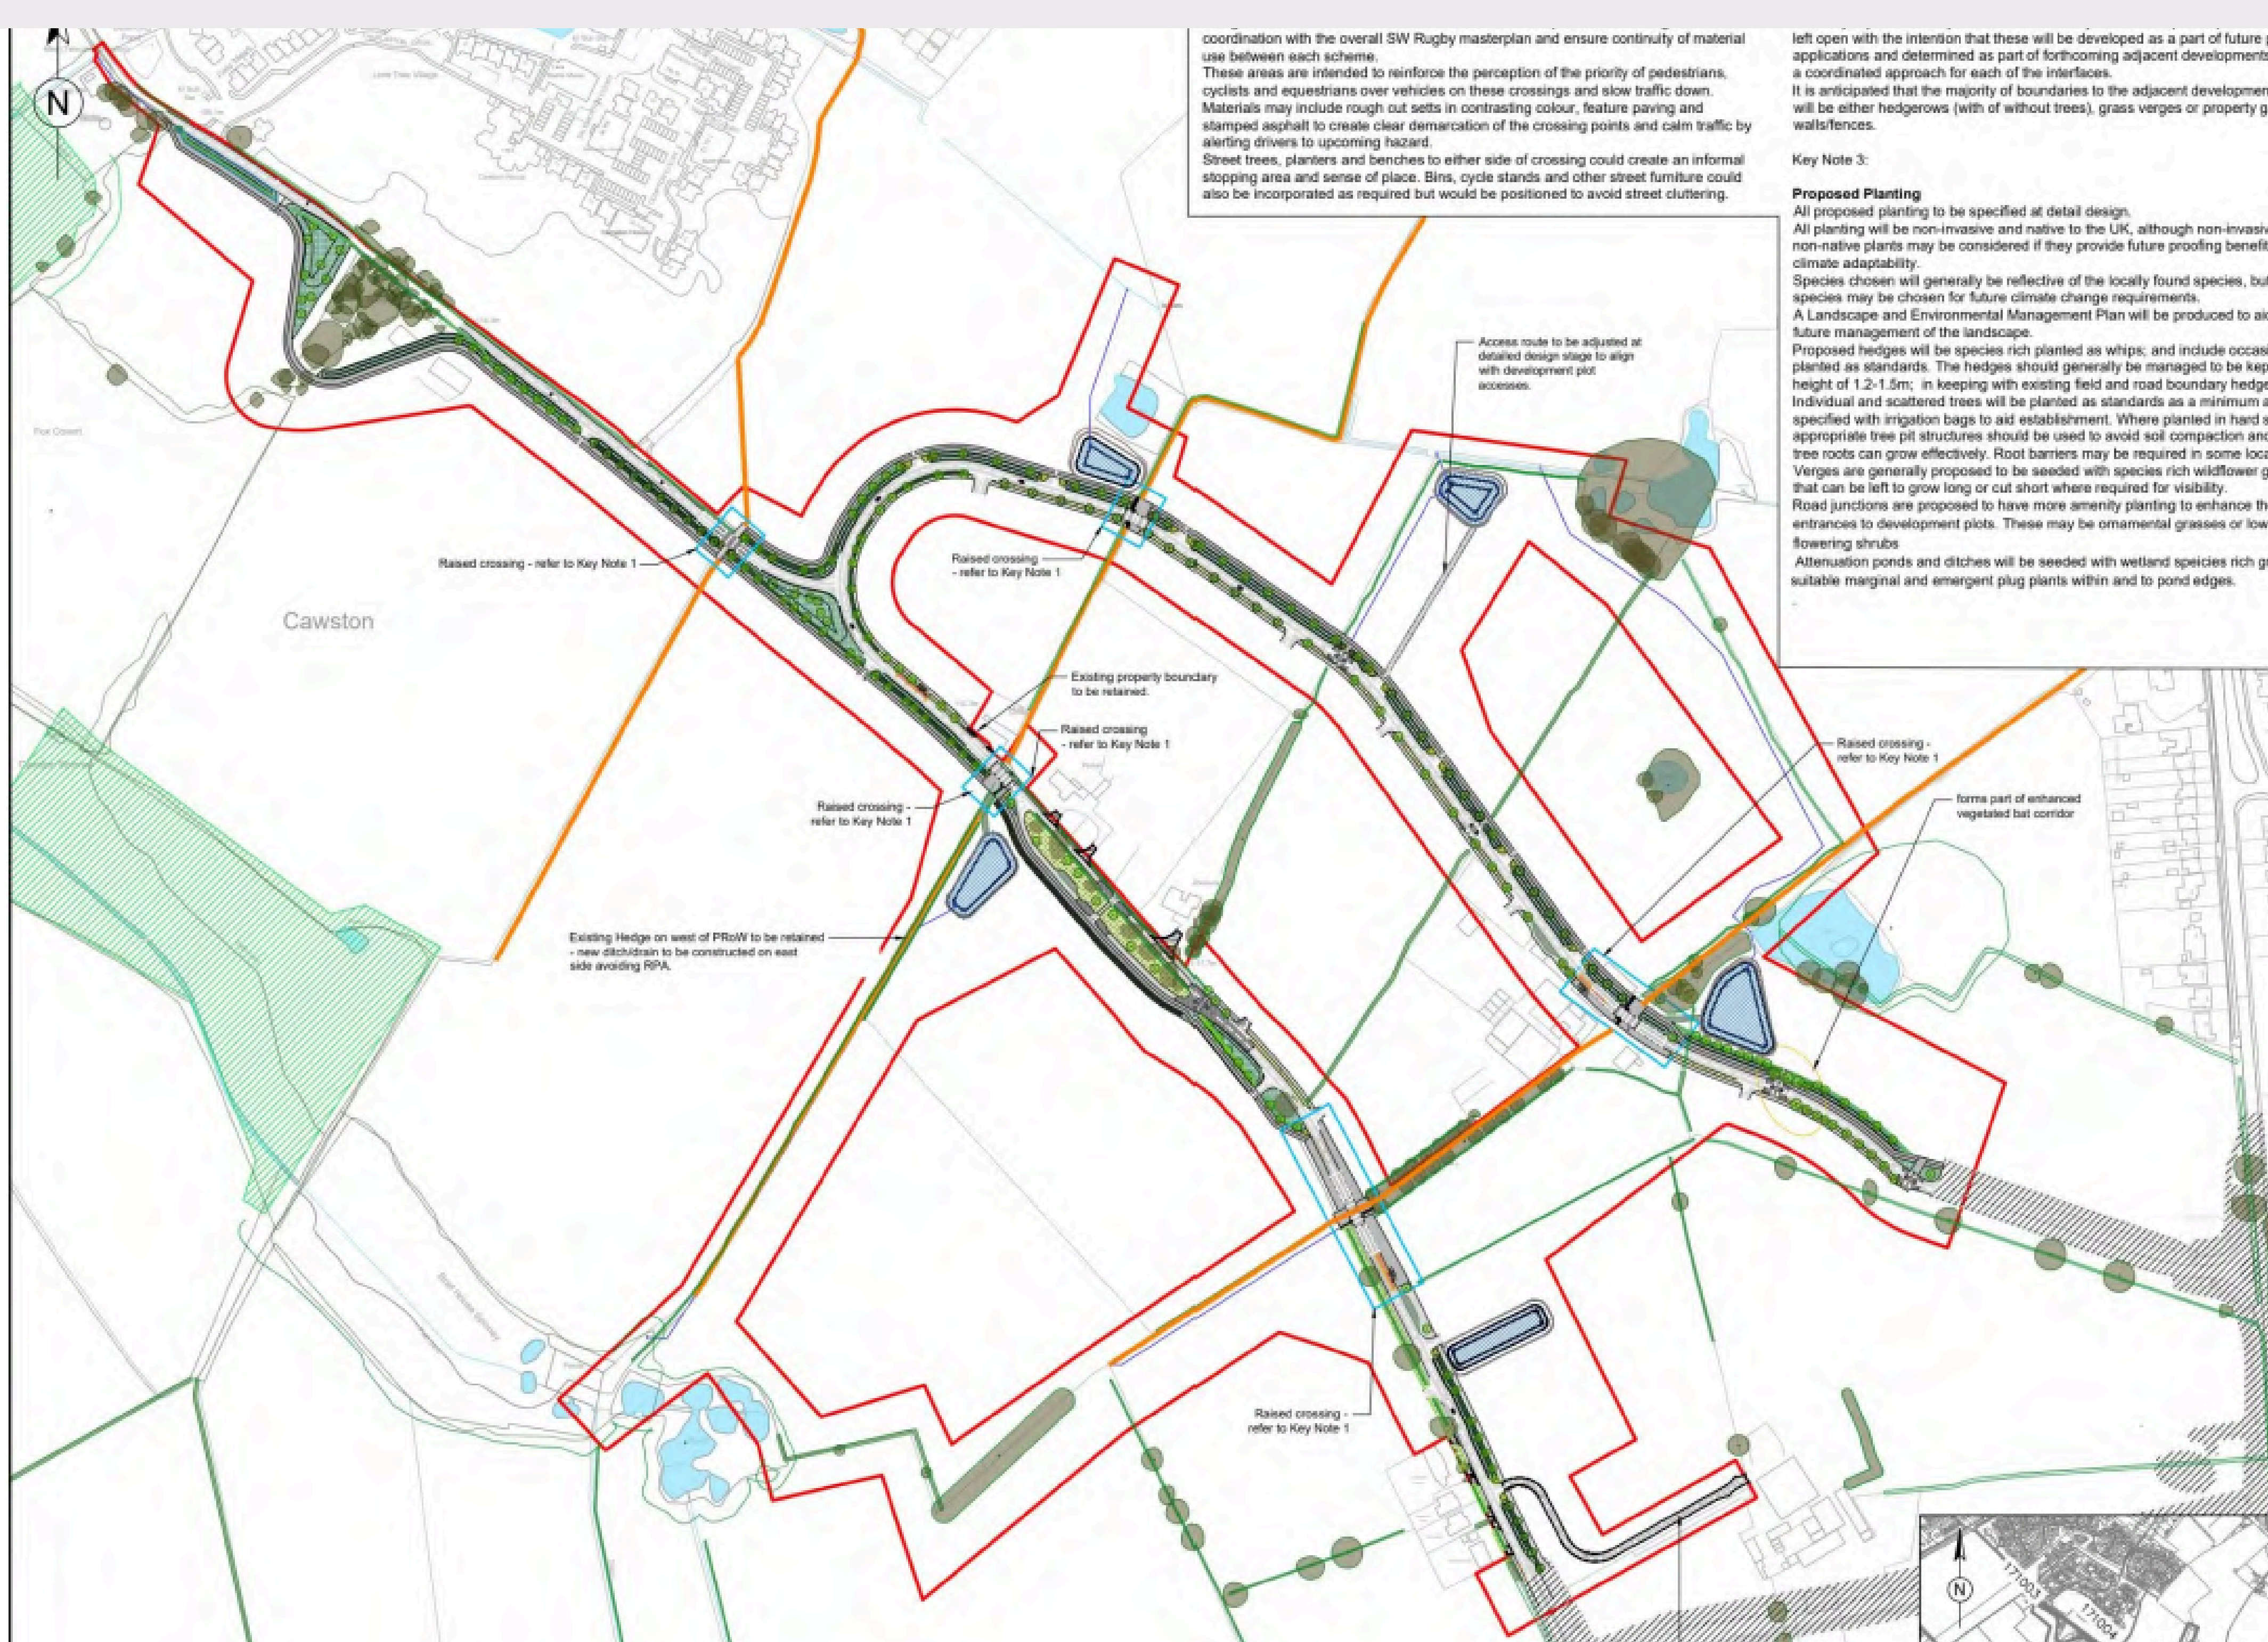 N
coordination with the overall SW Rugby masterplan and ensure continuity of material
use between each scheme.
These areas are intended to reinforce the perception of the priority of pedestrians,
cyclists and equestrians over vehicles on these crossings and slow traffic down.
Materials may include rough cut setts in contrasting colour, feature paving and
stamped asphalt to create clear demarcation of the crossing points and calm traffic by
alerting drivers to upcoming hazard.
Street trees, planters and benches to either side of crossing could create an informal
stopping area and sense of place. Bins, cycle stands and other street furniture could
also be incorporated as required but would be positioned to avoid street cluttering.
left open with the intention that these will be developed as a part of future
applications and determined as part of forthcoming adjacent developments
a coordinated approach for each of the interfaces.
It is anticipated that the majority of boundaries to the adjacent developmen
will be either hedgerows (with of without trees), grass verges or property g
walls/fences.
Key Note 3:
Proposed Planting
All proposed planting to be specified at detail design.
All planting will be non-invasive and native to the UK, although non-invasiv
non-native plants may be considered if they provide future proofing benefit
climate adaptability.
Species chosen will generally be reflective of the locally found species, but
species may be chosen for future climate change requirements.
A Landscape and Environmental Management Plan will be produced to aid
future management of the landscape.
Proposed hedges will be species rich planted as whips; and include occas
planted as standards. The hedges should generally be managed to be kep
height of 1.2-1.5m; in keeping with existing field and road boundary hedge
Individual and scattered trees will be planted as standards as a minimum a
specified with irrigation bags to aid establishment. Where planted in hard s
appropriate tree pit structures should be used to avoid soil compaction and
tree roots can grow effectively. Root barriers may be required in some loca
Verges are generally proposed to be seeded with species rich wildflower g
that can be left to grow long or cut short where required for visibility.
Road junctions are proposed to have more amenity planting to enhance the
entrances to development plots. These may be ornamental grasses or low
flowering shrubs
Attenuation ponds and ditches will be seeded with wetland speicies rich gr
suitable marginal and emergent plug plants within and to pond edges.
Lime Tree Village
Access route to be adjusted at
detailed design stage to align
with development plot
accesses.
Fox Covert
Raised crossing - refer to Key Note 1
Raised crossing
- refer to Key Note 1
Cawston
Existing property boundary
to be retained.
Raised crossing
- refer to Key Note 1
Raised crossing -
refer to Key Note 1
Raised crossing -
refer to Key Note 1
forms part of enhanced
vegetated bat corridor
Existing Hedge on west of PRoW to be retained
- new ditch/drain to be constructed on east
side avoiding RPA.
Boat House Spinney
Raised crossing -
refer to Key Note 1
N
171003
171004